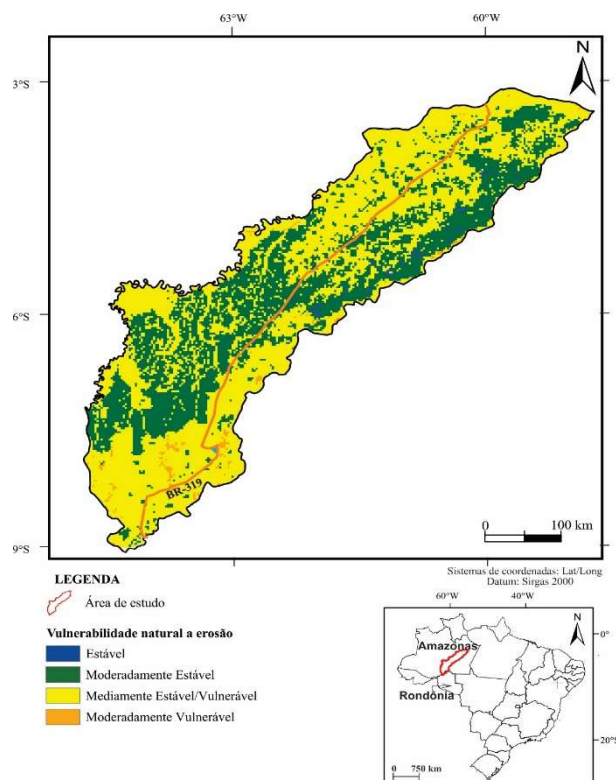 63°W
60°W
N
3°S
6°S
9°S
BR-319
0
100 km
Sistemas de coordenadas: Lat/Long
Datum: Sirgas 2000
LEGENDA
Área de estudo
Vulnerabilidade natural a erosão
Estável
Moderadamente Estável
Mediamente Estável/Vulnerável
Moderadamente Vulnerável
60°W
40°W
N
0°
Amazonas
Rondônia
20°S
0
750 km